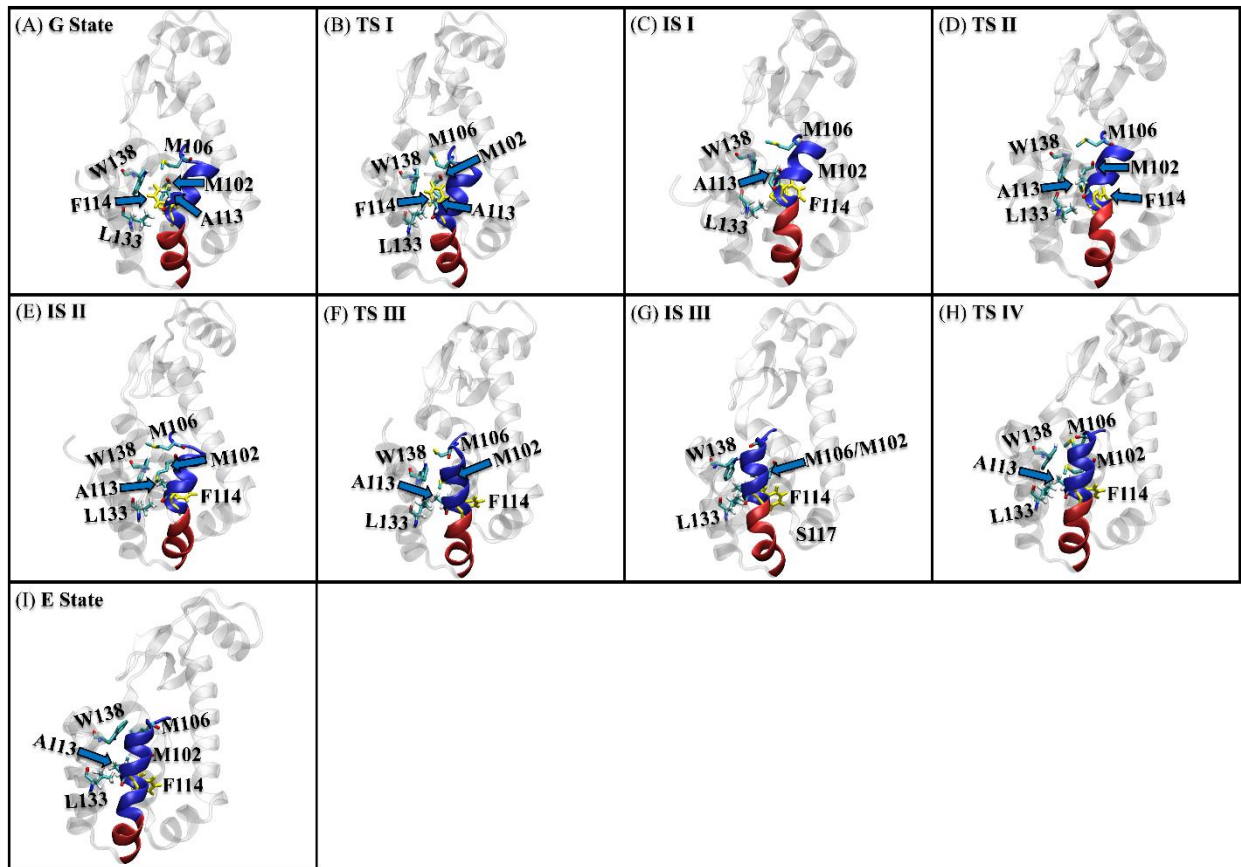 (A) G State
W138
M106
M102
F114
A113
L133
(B) TS I
M106
M102
W138
F114
A113
L133
(C) IS I
M106
W138
A113
M102
L133
F114
(D) TS II
M106
W138
M102
A113
F114
L133
(E) IS II
M106
W138
M102
A113
F114
L133
(F) TS III
M106
W138
M102
A113
F114
L133
(G) IS III
W138
M106/M102
F114
L133
S117
(H) TS IV
W138
M106
A113
M102
F114
L133
(I) E State
W138
M106
A113
M102
F114
L133